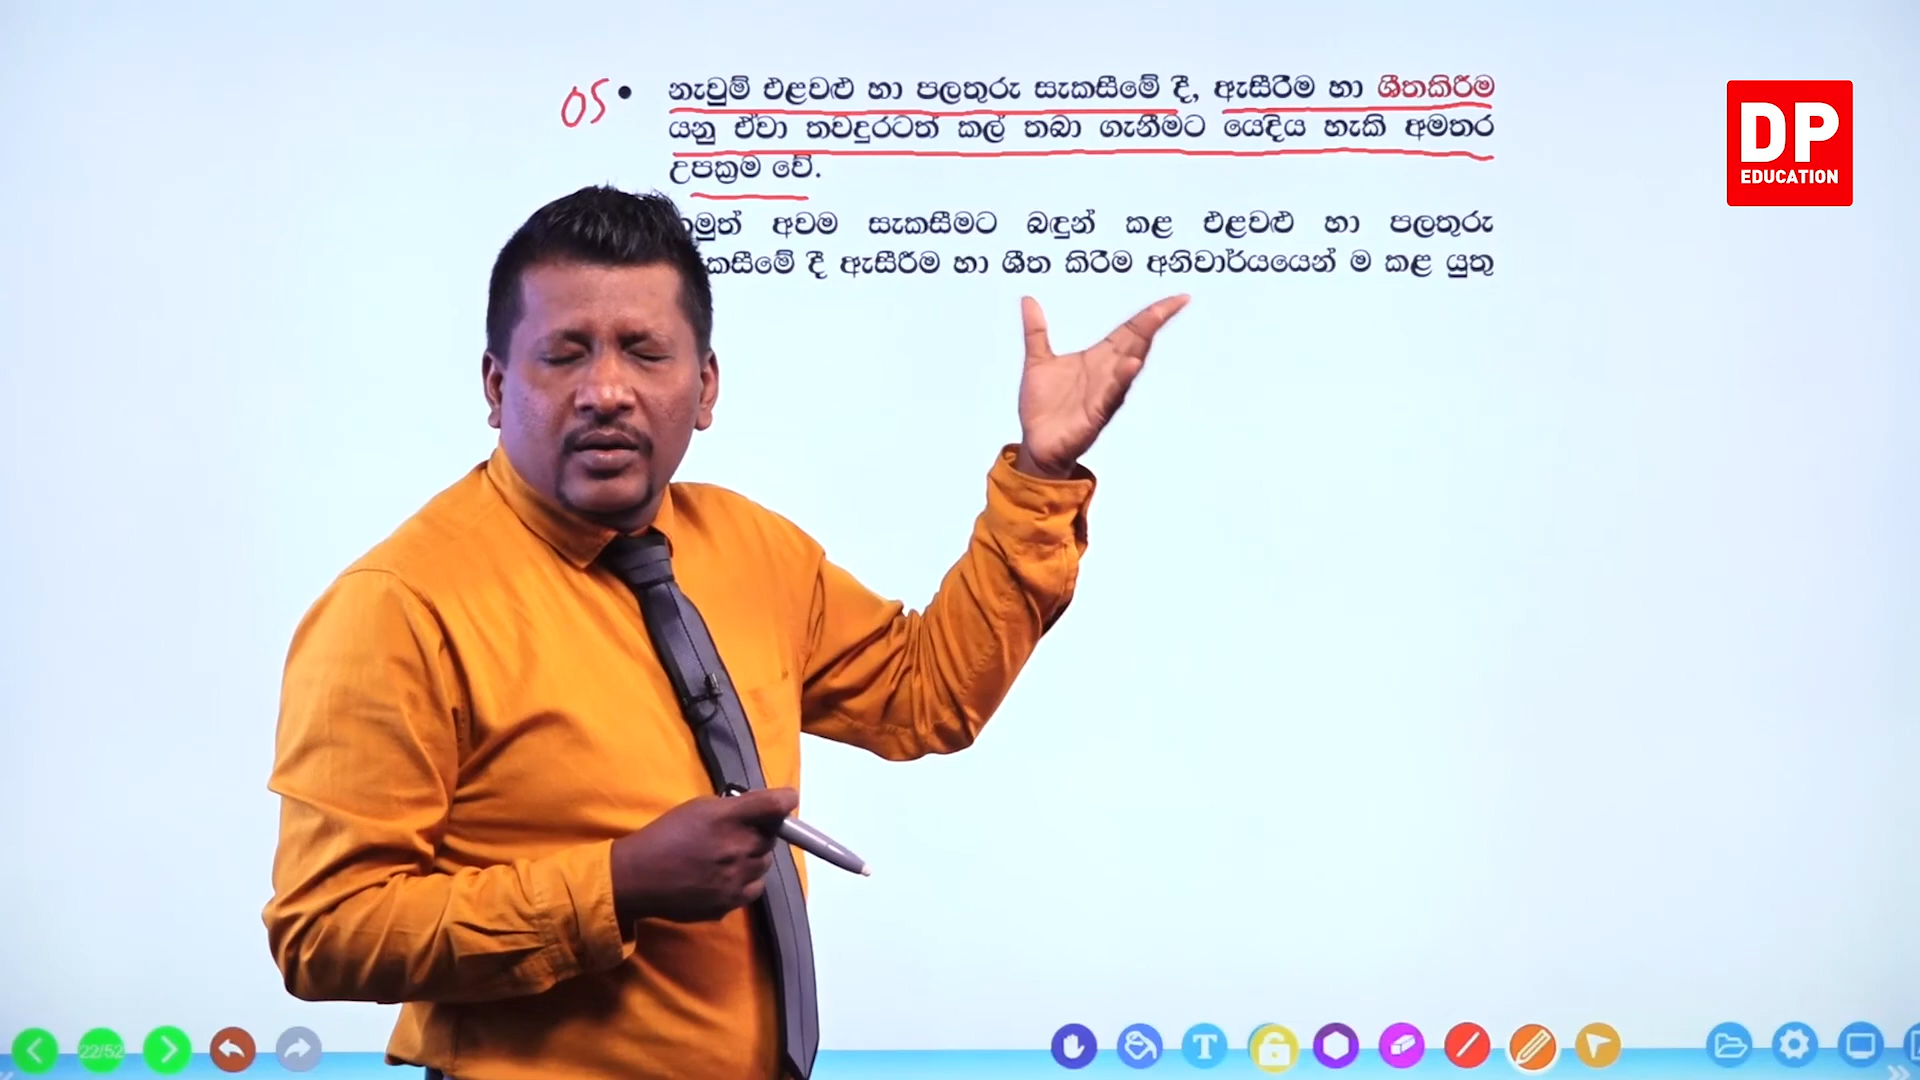 05 • නැවුම් එළවළු හා පලතුරු සැකසීමේ දී, ඇසීරීම හා ශීතකිරීම
යනු ඒවා තවදුරටත් කල් තබා ගැනීමට යෙදිය හැකි අමතර
උපක්‍රම වේ.
අවම සැකසීමට බඳුන් කළ එළවළු හා පලතුරු
දී ඇසීරීම හා ශීත කිරීම අනිවාර්යයෙන් ම කළ යුතු
DP
EDUCATION
22/52
T